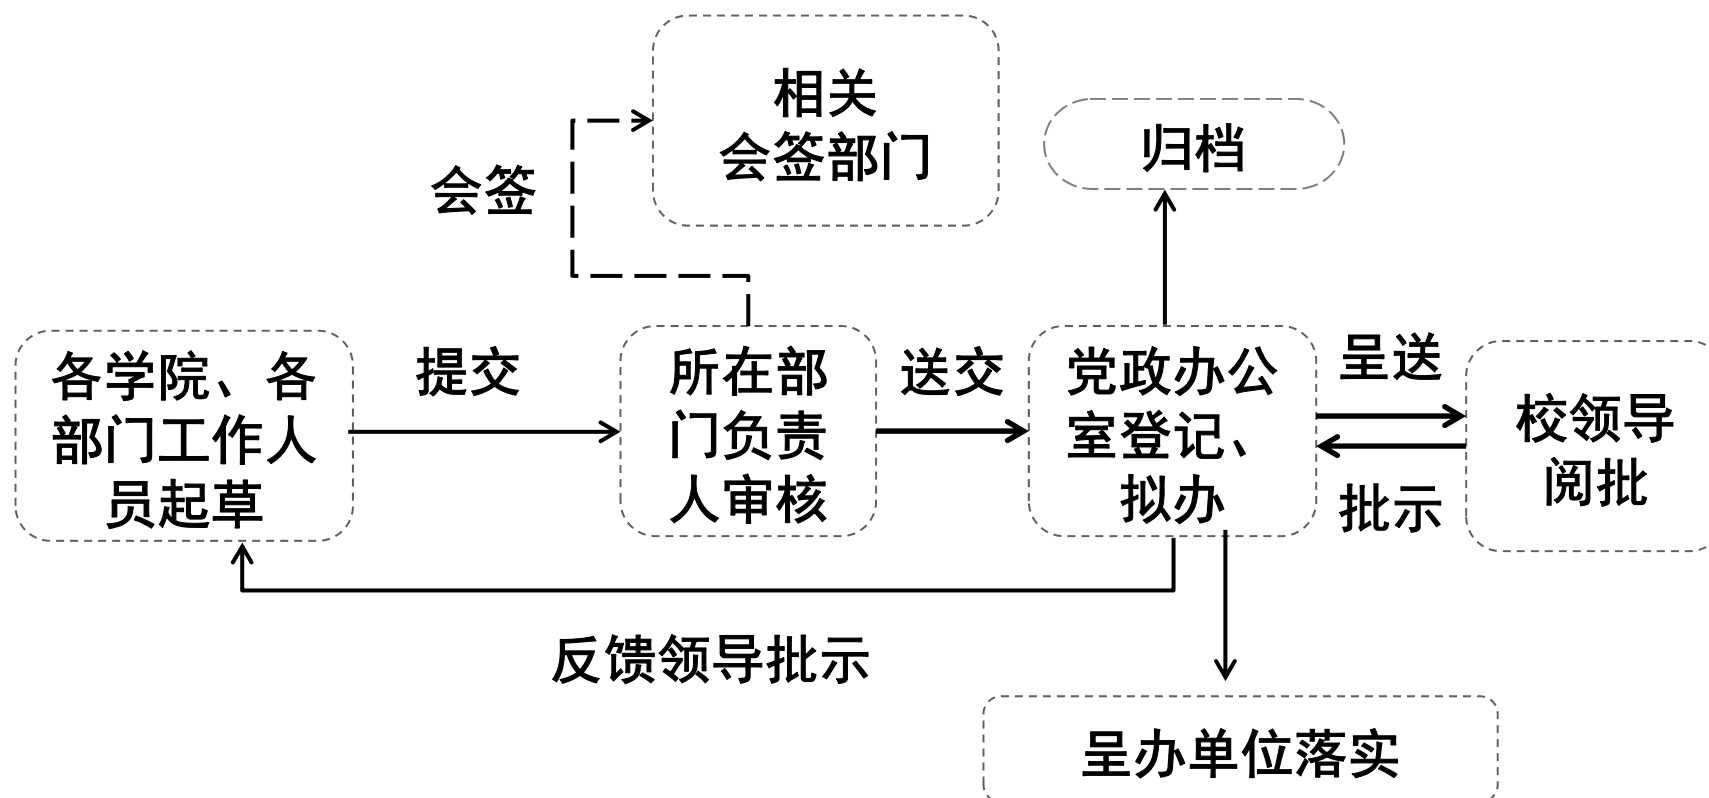 相关
会签部门
归档
会签
各学院、各
部门工作人
员起草
提交
所在部
门负责
人审核
送交
党政办公
室登记、
拟办
呈送
批示
校领导
阅批
反馈领导批示
呈办单位落实